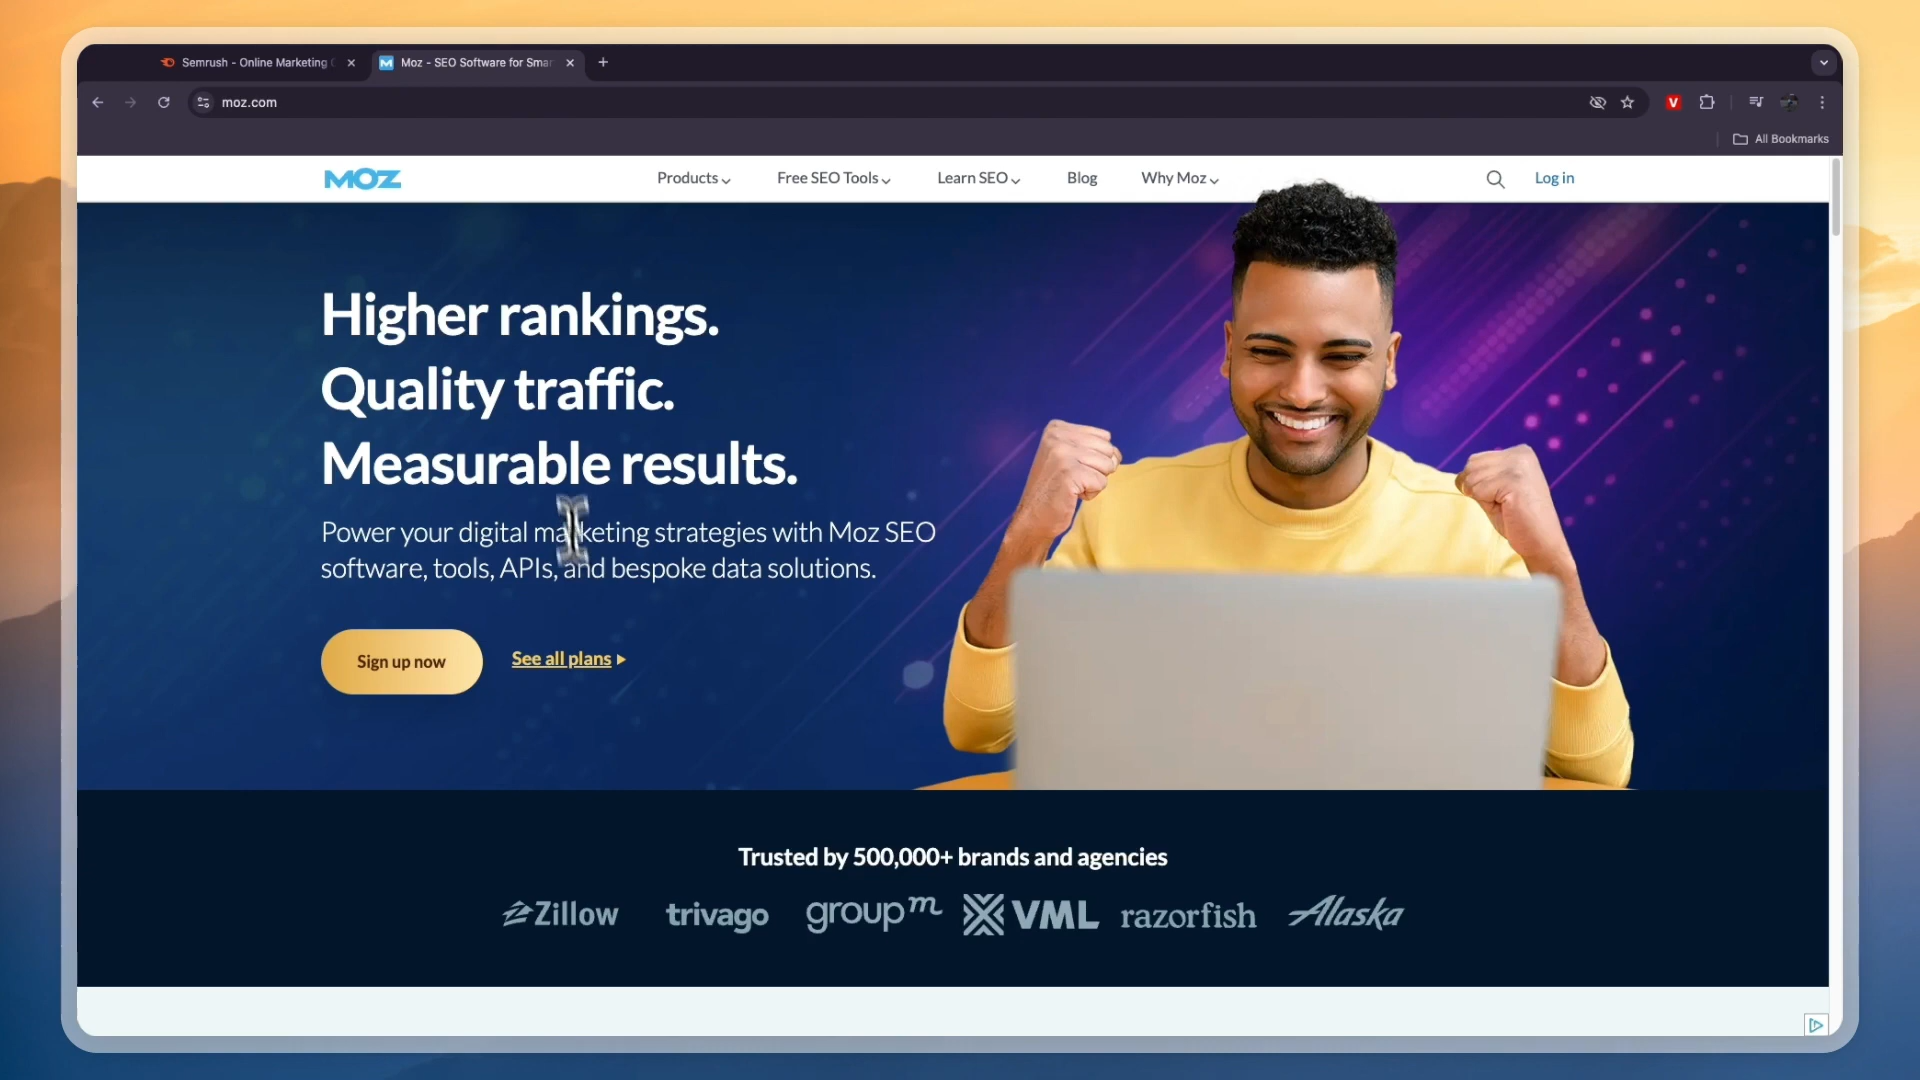 Semrush - Online Marketing
Moz - SEO Software for Smar
moz.com
V
All Bookmarks
MOZ
Products
Free SEO Tools
Learn SEO
Blog
Why Moz
Log in
Higher rankings.
Quality traffic.
Measurable results.
Power your digital marketing strategies with Moz SEO
software, tools, APIs, and bespoke data solutions.
Sign up now
See all plans
Trusted by 500,000+ brands and agencies
Zillow
trivago
groupm
VML
razorfish
Alaska